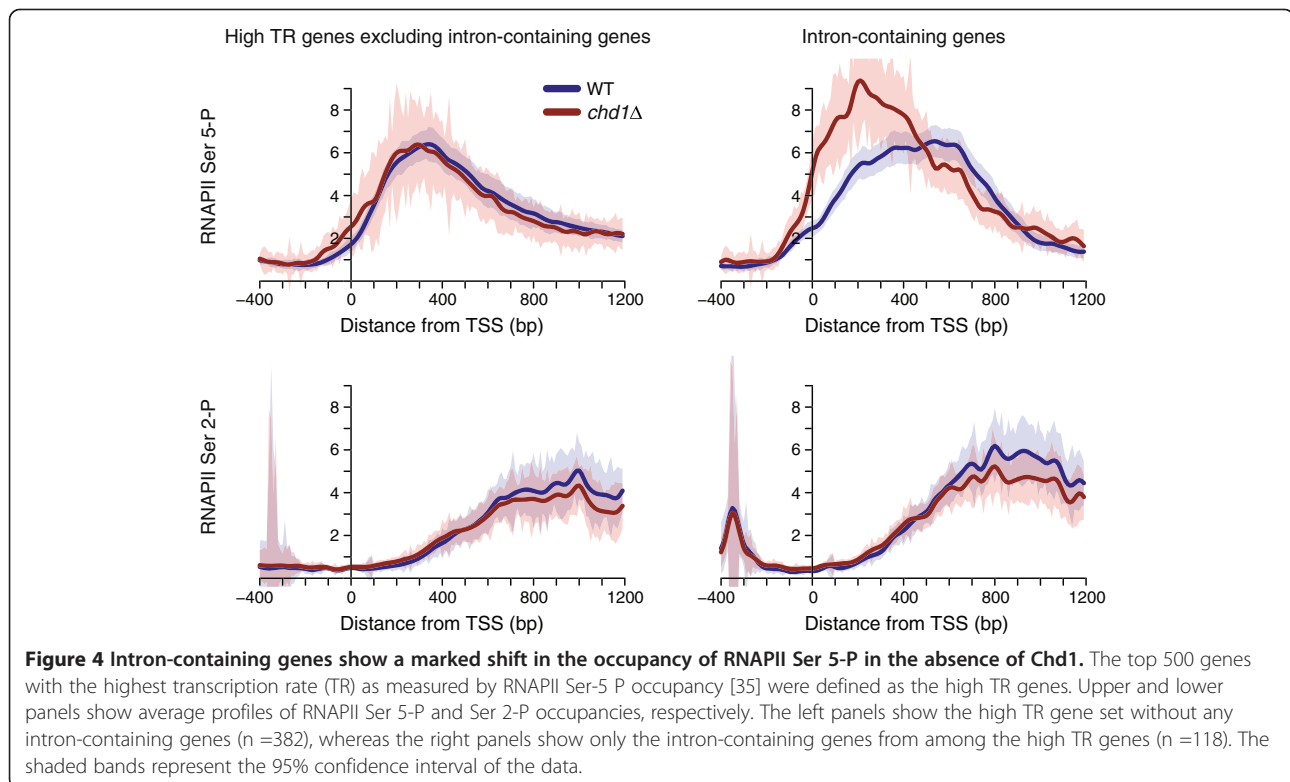 High TR genes excluding intron-containing genes
Intron-containing genes
WT
chd1Δ
RNAPII Ser 5-P
8
6
4
2
−400 0 400 800 1200
Distance from TSS (bp)
8
6
4
2
−400 0 400 800 1200
Distance from TSS (bp)
RNAPII Ser 2-P
8
6
4
2
−400 0 400 800 1200
Distance from TSS (bp)
8
6
4
2
−400 0 400 800 1200
Distance from TSS (bp)
Figure 4 Intron-containing genes show a marked shift in the occupancy of RNAPII Ser 5-P in the absence of Chd1. The top 500 genes
with the highest transcription rate (TR) as measured by RNAPII Ser-5 P occupancy [35] were defined as the high TR genes. Upper and lower
panels show average profiles of RNAPII Ser 5-P and Ser 2-P occupancies, respectively. The left panels show the high TR gene set without any
intron-containing genes (n =382), whereas the right panels show only the intron-containing genes from among the high TR genes (n =118). The
shaded bands represent the 95% confidence interval of the data.